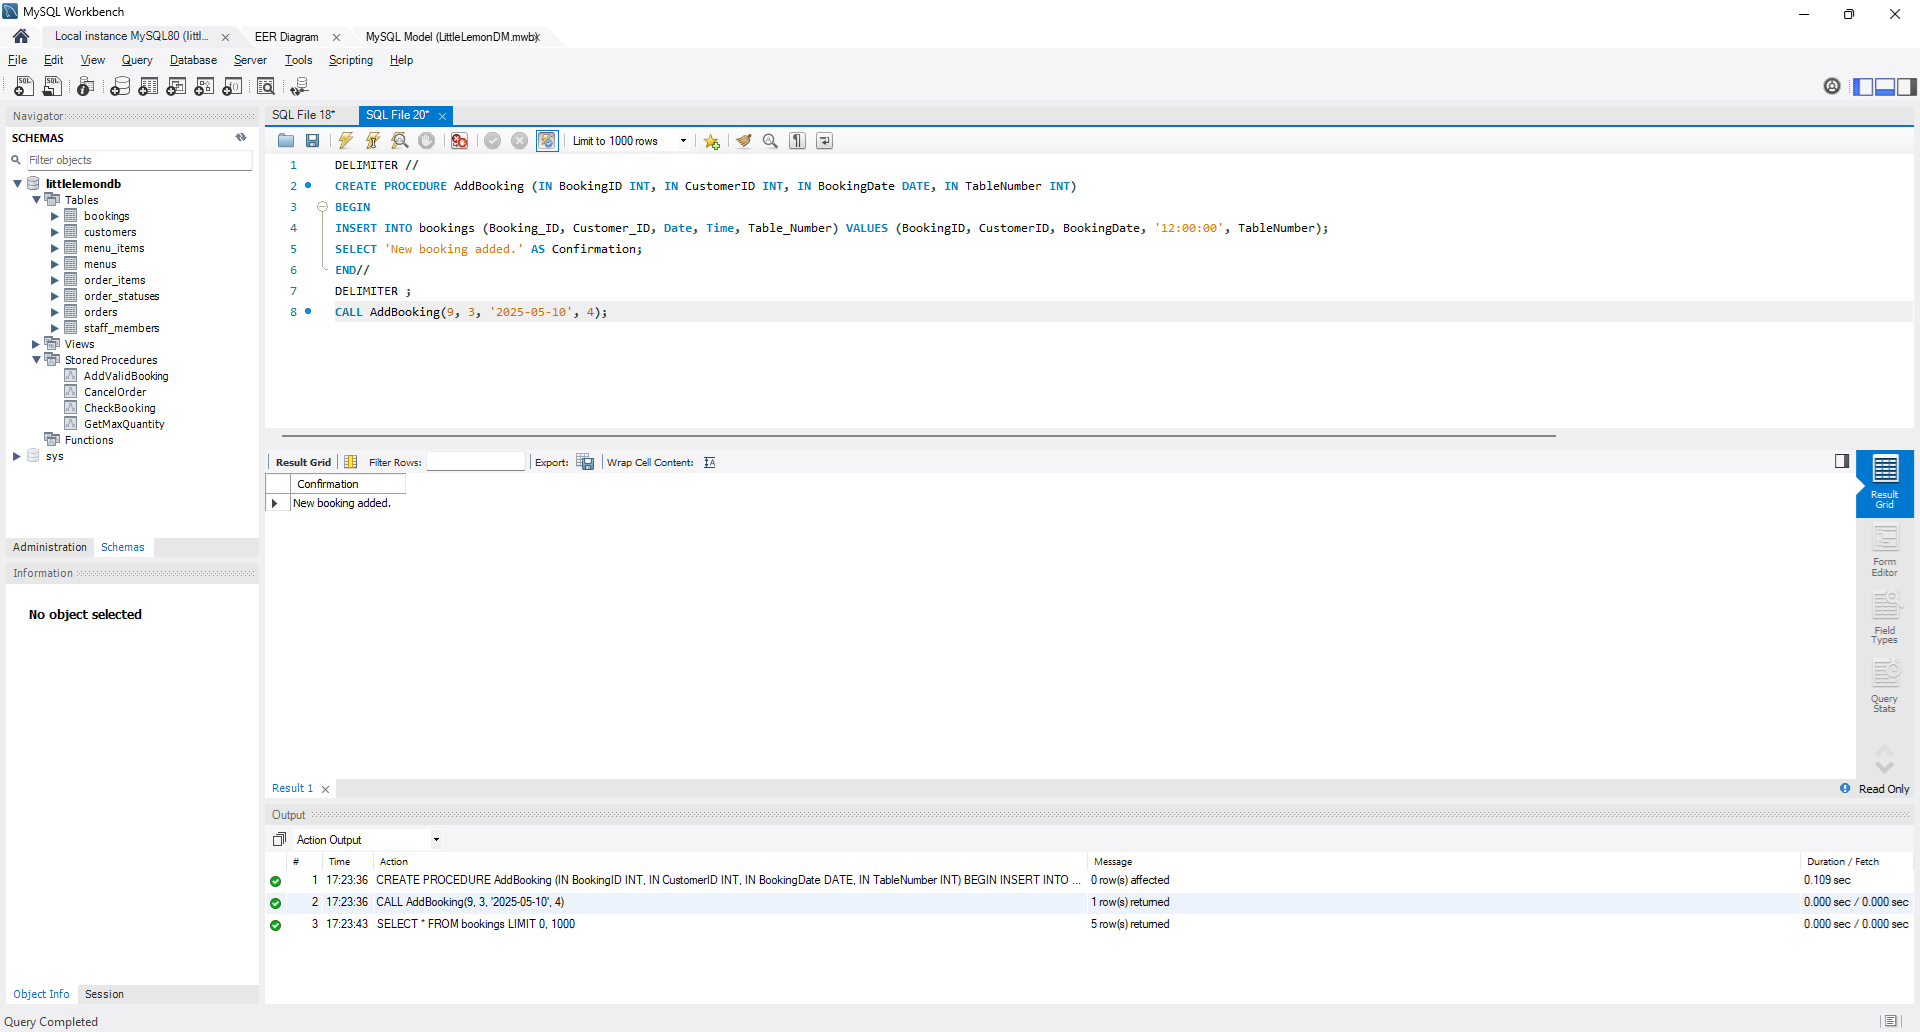 MySQL Workbench
Local instance MySQL80 (littl... EER Diagram MySQL Model (LittleLemonDM.mwb)
File Edit View Query Database Server Tools Scripting Help
Navigator
SCHEMAS
Filter objects
littlelemondb
Tables
bookings
customers
menu_items
menus
order_items
order_statuses
orders
staff_members
Views
Stored Procedures
AddValidBooking
CancelOrder
CheckBooking
GetMaxQuantity
Functions
sys
Administration Schemas
Information
No object selected
Object Info Session
SQL File 18* SQL File 20*
Limit to 1000 rows
1 DELIMITER //
2 CREATE PROCEDURE AddBooking (IN BookingID INT, IN CustomerID INT, IN BookingDate DATE, IN TableNumber INT)
3 BEGIN
4 INSERT INTO bookings (Booking_ID, Customer_ID, Date, Time, Table_Number) VALUES (BookingID, CustomerID, BookingDate, '12:00:00', TableNumber);
5 SELECT 'New booking added.' AS Confirmation;
6 END//
7 DELIMITER ;
8 CALL AddBooking(9, 3, '2025-05-10', 4);
Result Grid Filter Rows: Export: Wrap Cell Content:
Confirmation
New booking added.
Result
Grid
Form
Editor
Field
Types
Query
Stats
Result 1
Read Only
Output
Action Output
# Time Action Message Duration / Fetch
1 17:23:36 CREATE PROCEDURE AddBooking (IN BookingID INT, IN CustomerID INT, IN BookingDate DATE, IN TableNumber INT) BEGIN INSERT INTO ... 0 row(s) affected 0.109 sec
2 17:23:36 CALL AddBooking(9, 3, '2025-05-10', 4) 1 row(s) returned 0.000 sec / 0.000 sec
3 17:23:43 SELECT * FROM bookings LIMIT 0, 1000 5 row(s) returned 0.000 sec / 0.000 sec
Query Completed